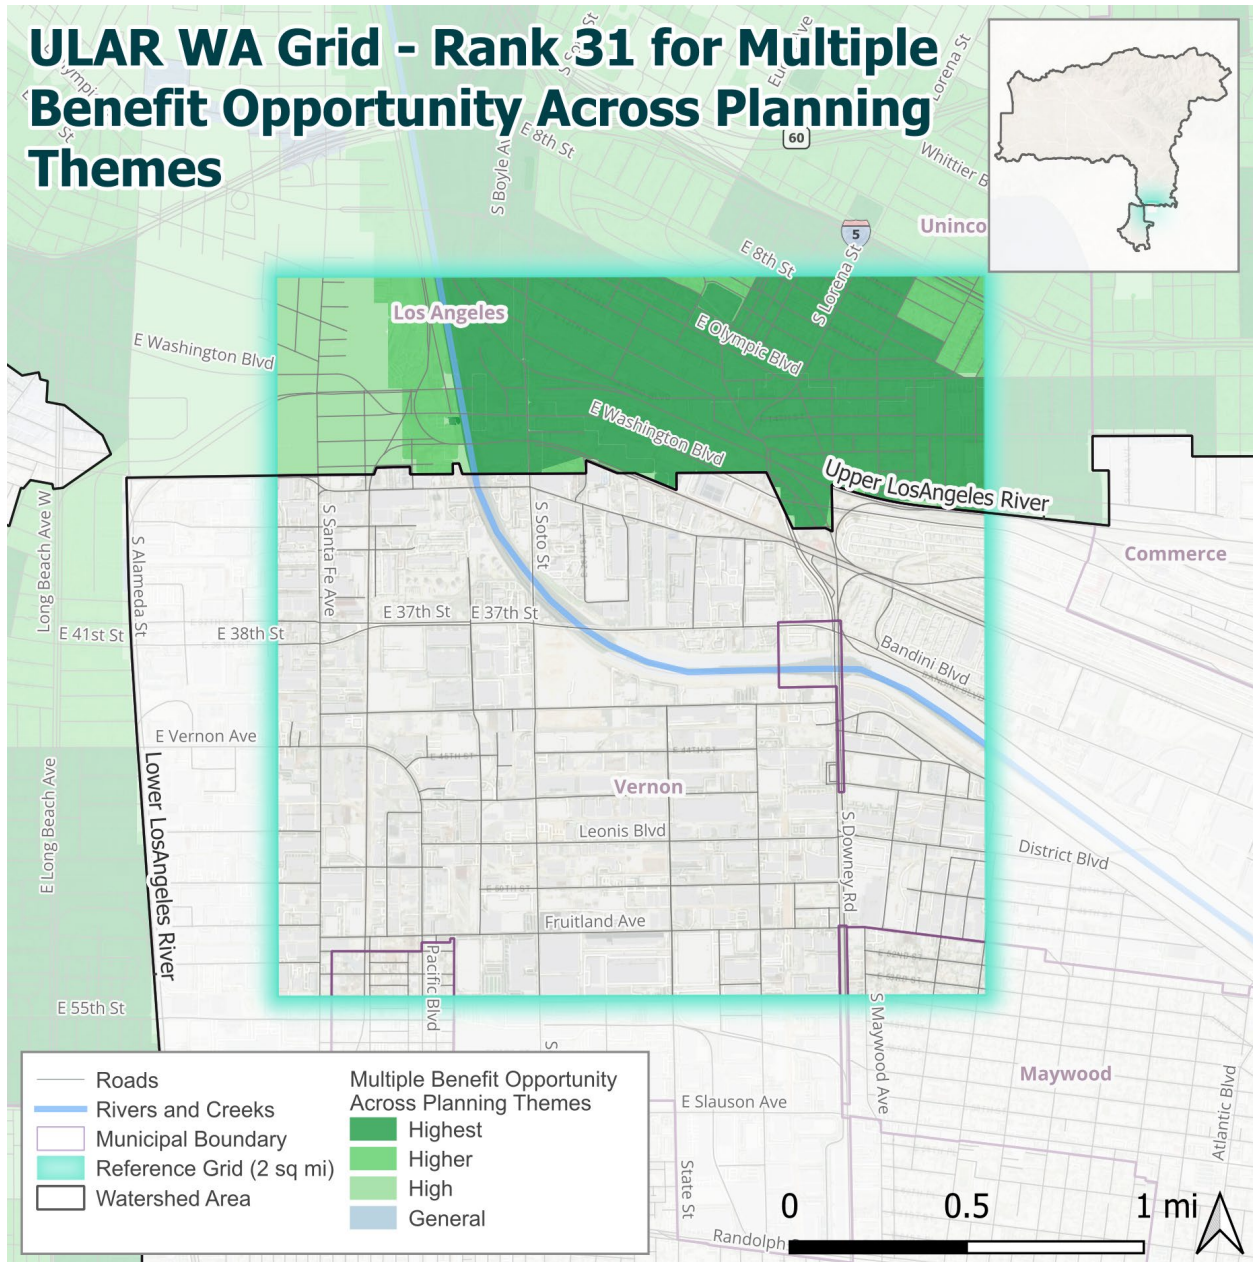 ULAR WA Grid - Rank 31 for Multiple
Benefit Opportunity Across Planning
Themes
E 8th St
60
S Boyle Av
Lorena St
Whittier B
Uninco
5
E 8th St
S Lorena St
Los Angeles
E Olympic Blvd
E Washington Blvd
E Washington Blvd
Upper LosAngeles River
Commerce
Long Beach Ave W
S Alameda St
S Santa Fe Ave
S Soto St
E 37th St
E 37th St
E 41st St
E 38th St
Bandini Blvd
E Vernon Ave
Lower LosAngeles River
E Long Beach Ave
Vernon
Leonis Blvd
S Downey Rd
District Blvd
Fruitland Ave
Pacific Blvd
E 55th St
S Maywood Ave
Maywood
E Slauson Ave
Atlantic Blvd
State St
Randolph
Roads
Rivers and Creeks
Municipal Boundary
Reference Grid (2 sq mi)
Watershed Area
Multiple Benefit Opportunity
Across Planning Themes
Highest
Higher
High
General
0 0.5 1 mi